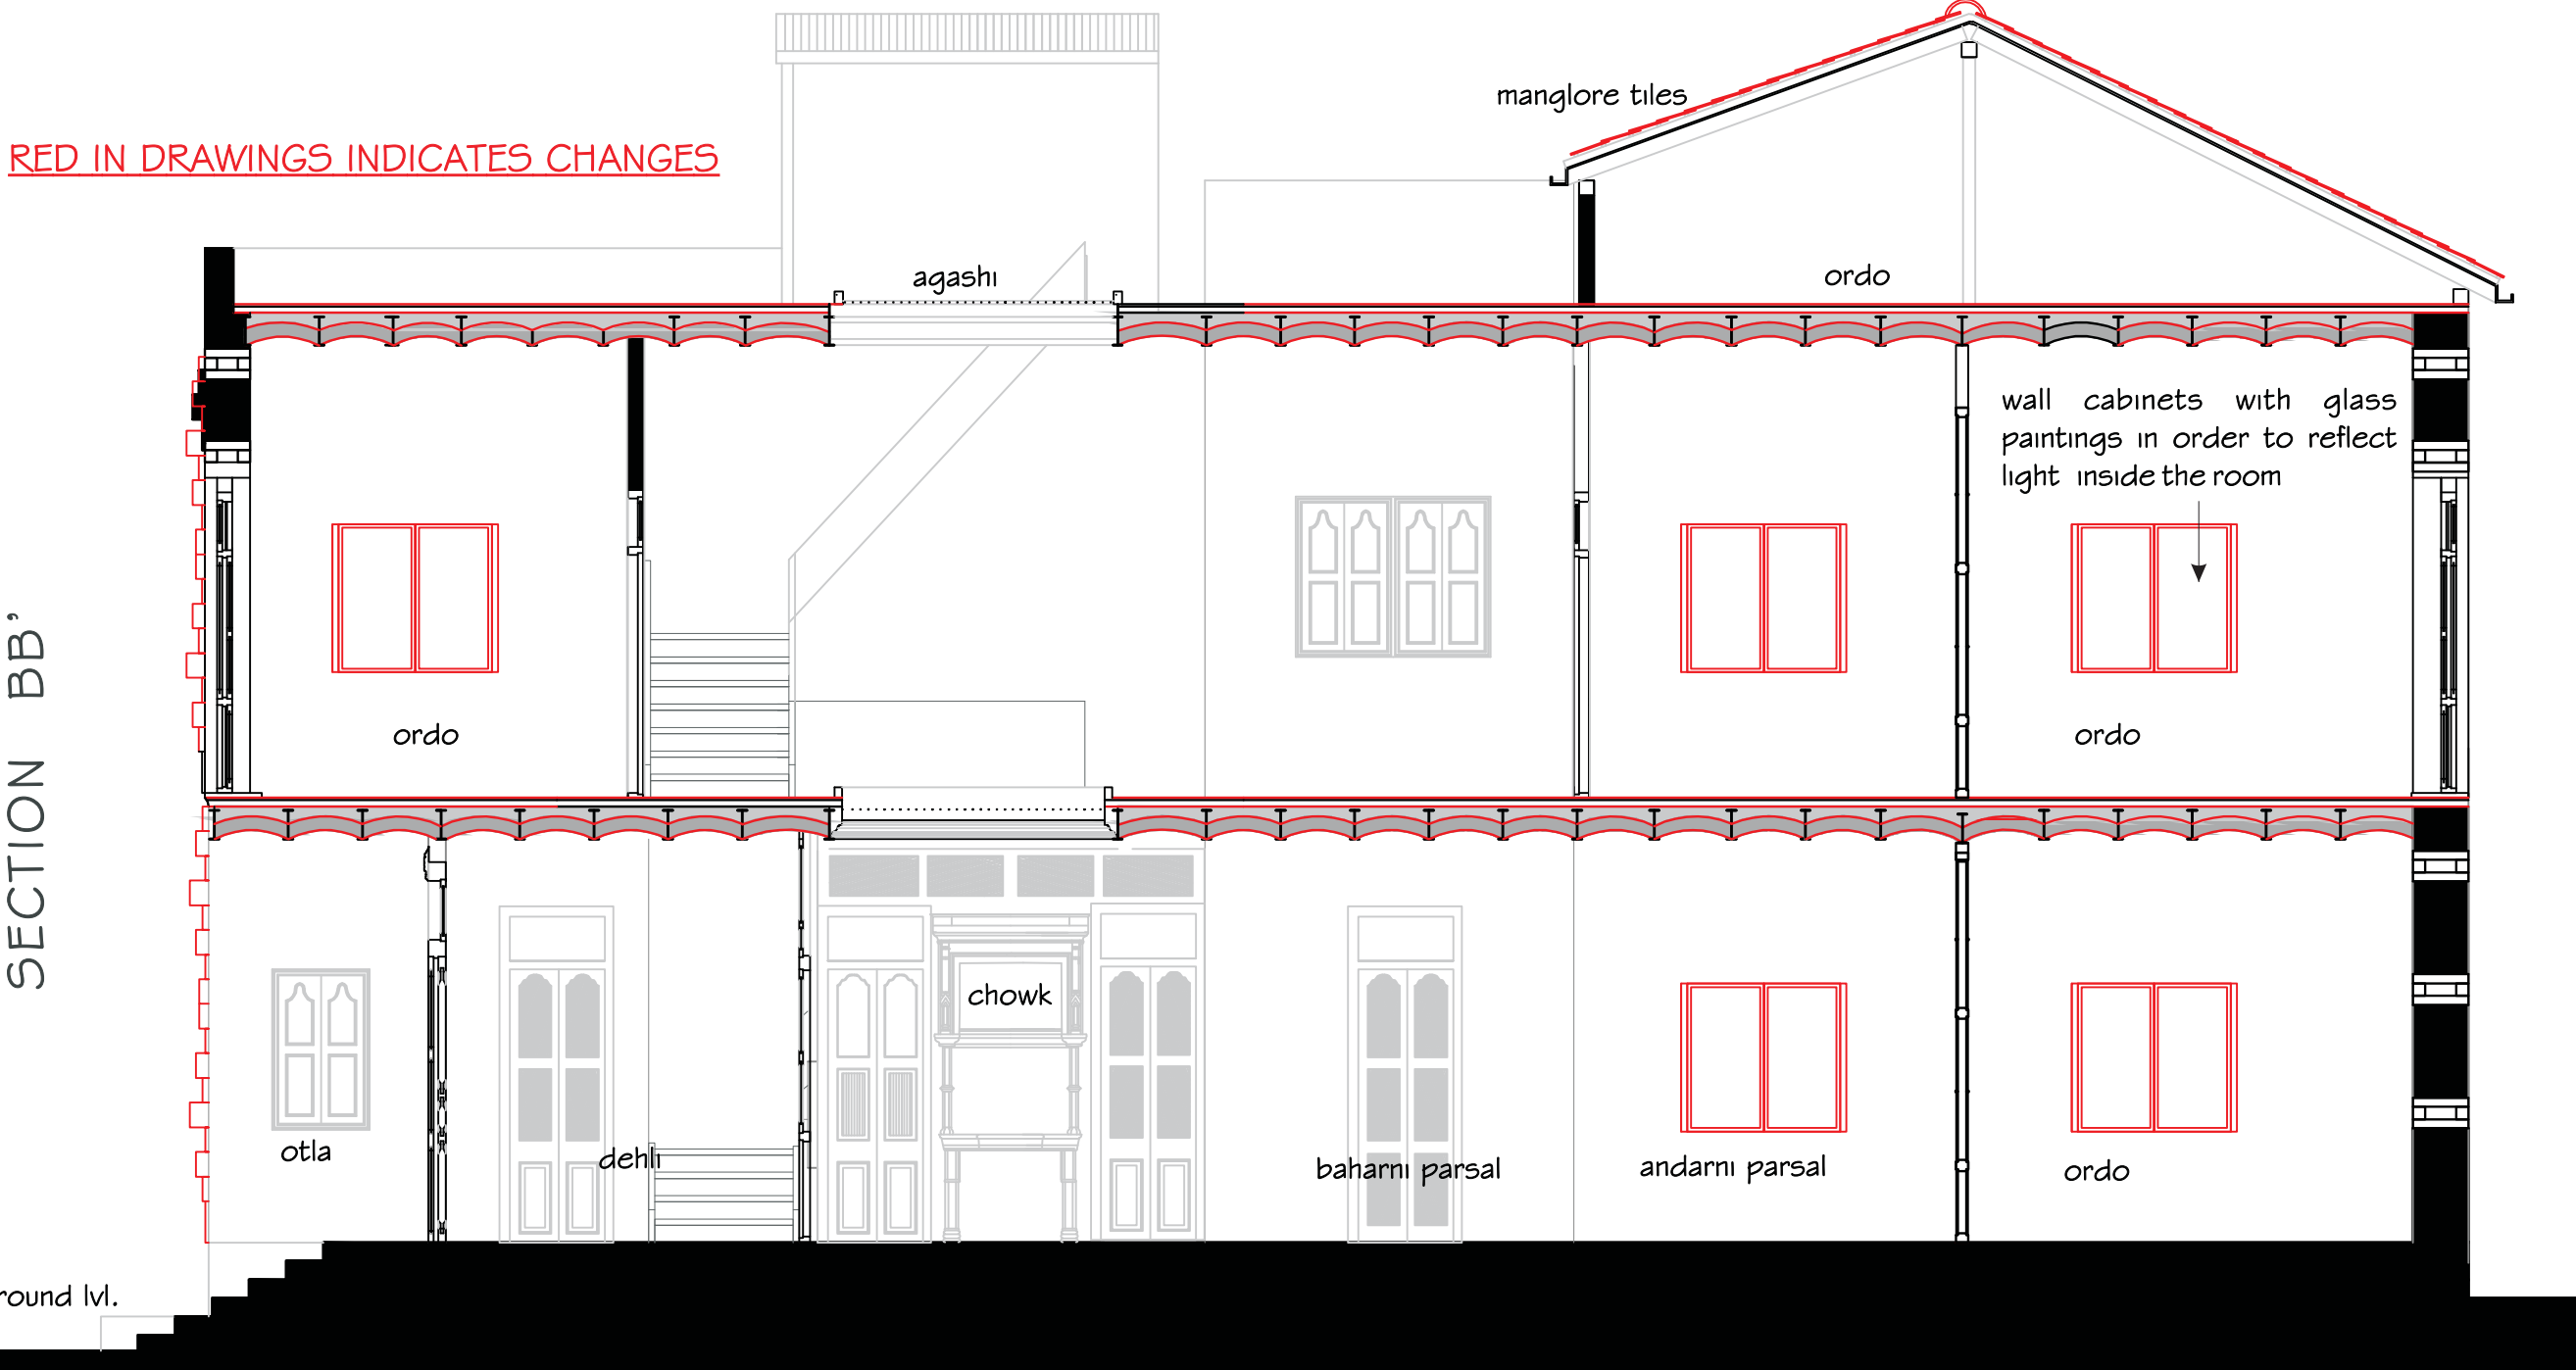 manglore tiles
RED IN DRAWINGS INDICATES CHANGES
agashi
ordo
wall cabinets with glass
paintings in order to reflect
light inside the room
SECTION BB'
ordo
ordo
chowk
otla
dehli
baharni parsal
andarni parsal
ordo
round lvl.